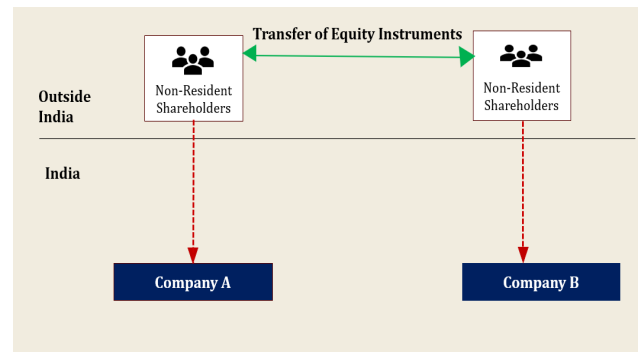 Transfer of Equity Instruments
Non-Resident
Shareholders
Non-Resident
Shareholders
Outside
India
India
Company A
Company B